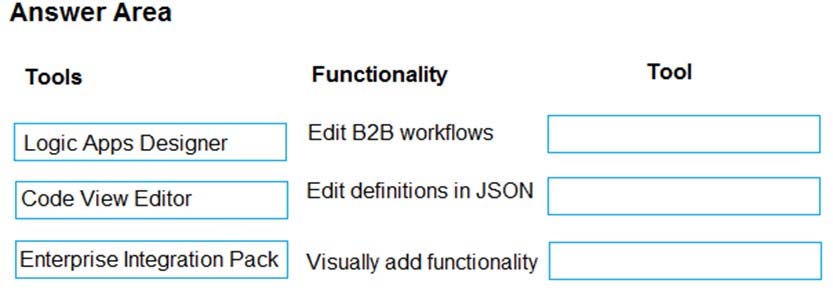 Answer Area
Tools Functionality Tool
Logic Apps Designer Edit B2B workflows
Code View Editor Edit definitions in JSON
Enterprise Integration Pack Visually add functionality